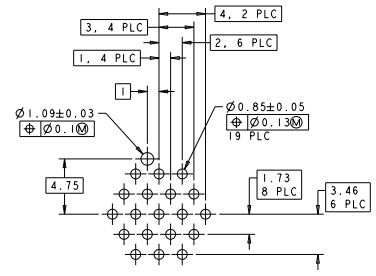 4, 2 PLC
3, 4 PLC
2, 6 PLC
1, 4 PLC
1
Ø1.09±0.03
⌖ Ø0.1Ⓜ
Ø0.85±0.05
⌖ Ø0.13Ⓜ
19 PLC
4.75
1.73
8 PLC
3.46
6 PLC